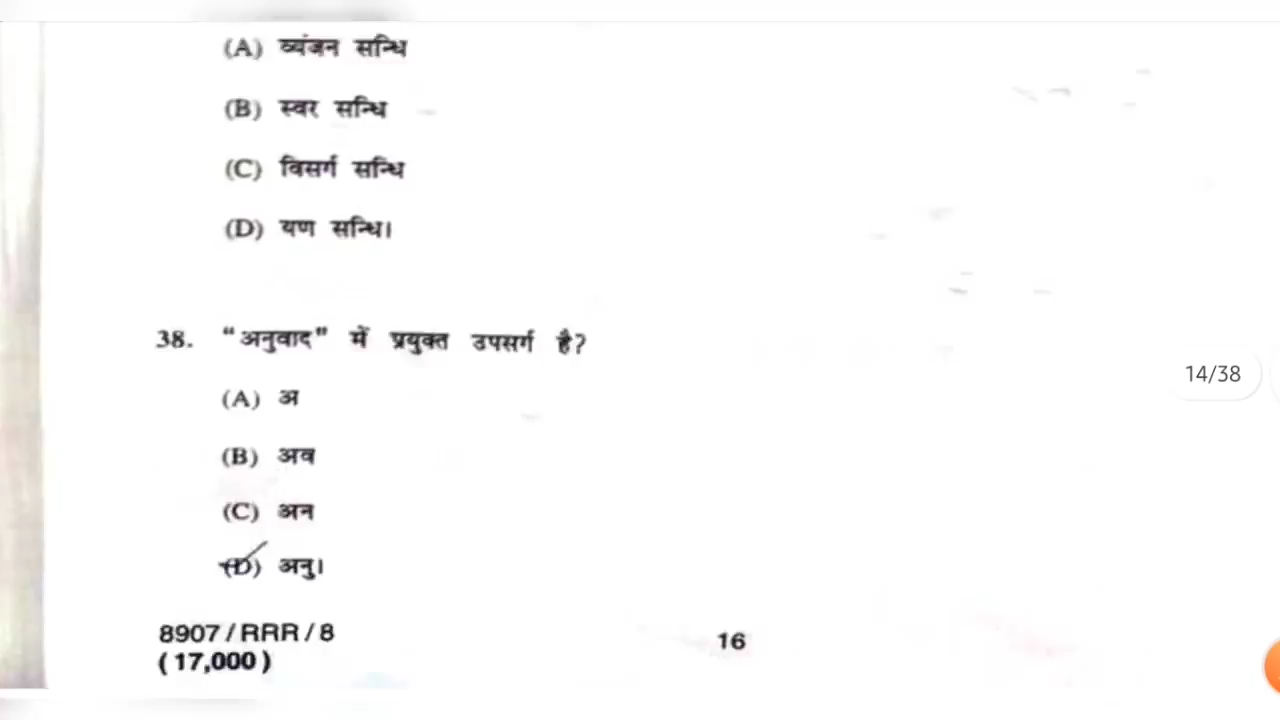 (A) व्यंजन सन्धि
(B) स्वर सन्धि
(C) विसर्ग सन्धि
(D) यण सन्धि।
38. "अनुवाद" में प्रयुक्त उपसर्ग है?
(A) अ
(B) अव
(C) अन
(D) अनु।
14/38
8907/RRR/8
(17,000)
16